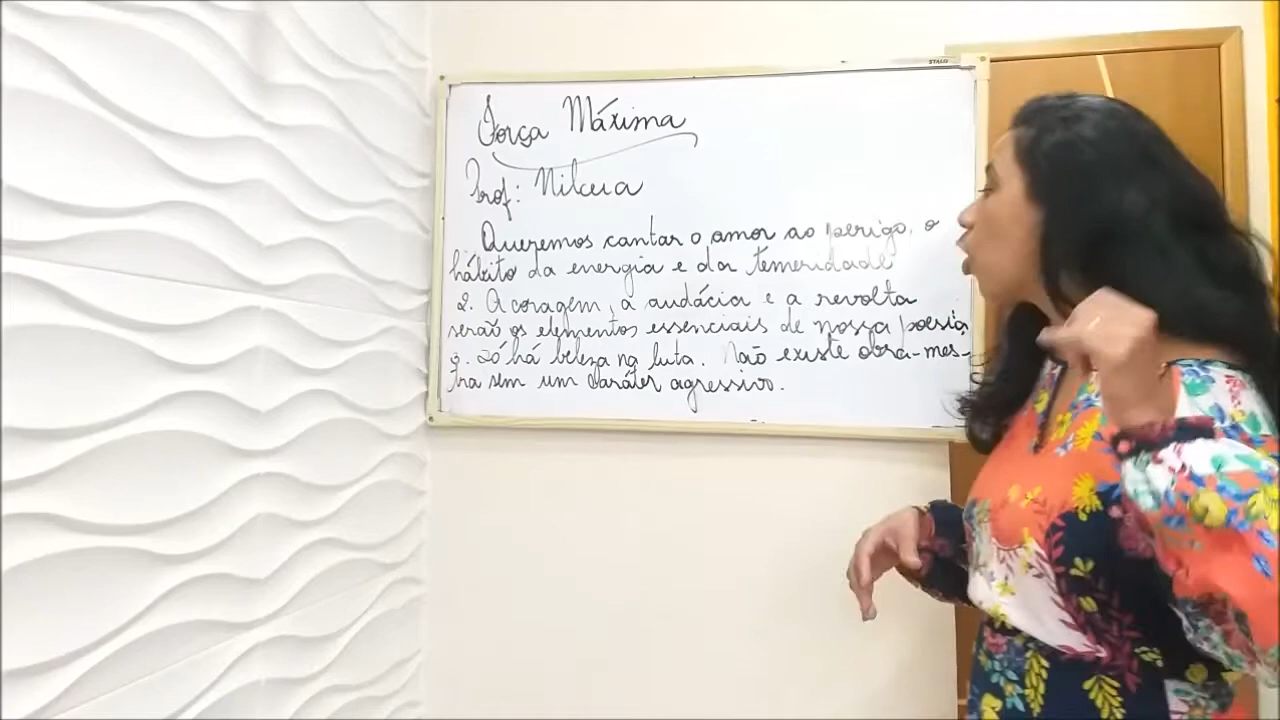 STALO
Força Máxima
Prof: Nilceia
Queremos cantar o amor ao perigo, o
hábito da energia e da temeridade
2. A coragem, a audácia e a revolta
serão os elementos essenciais de nossa poesia
3. Só há beleza na luta. Não existe obra-mes-
tra sem um caráter agressivo.